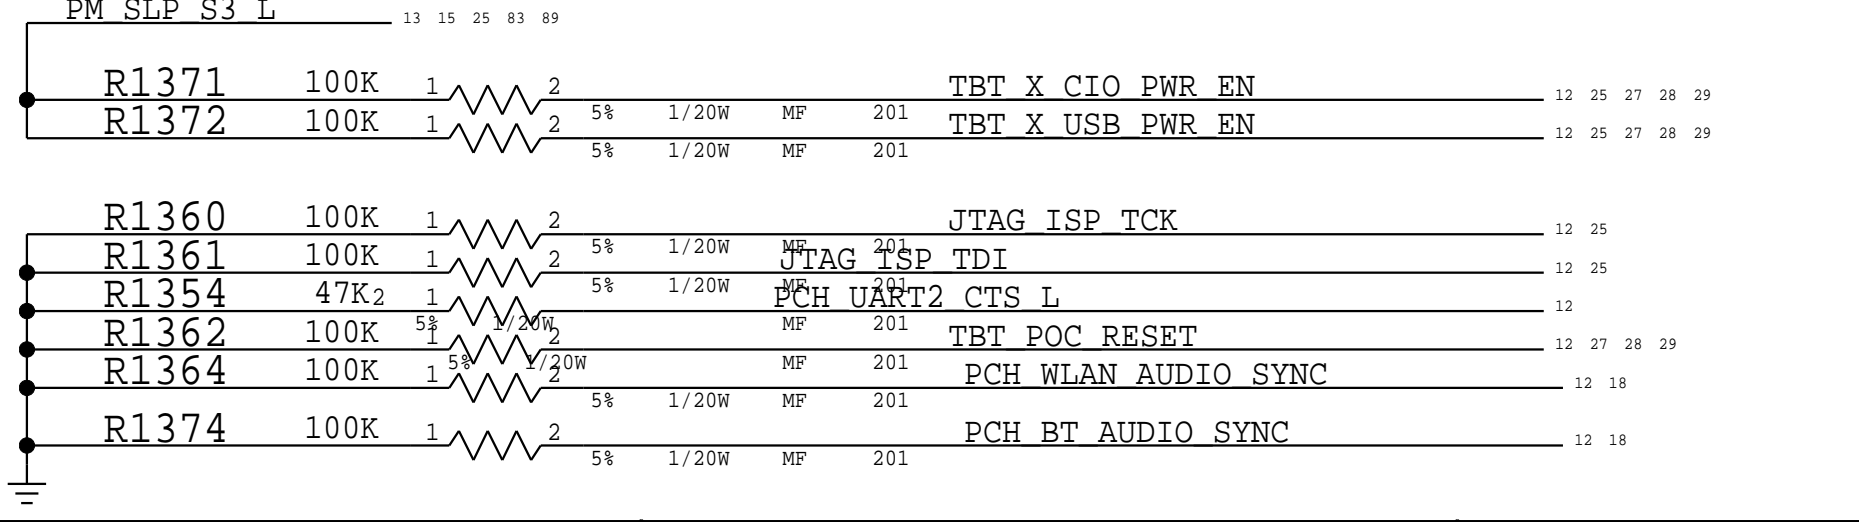 PM_SLP_S3_L 13 15 25 83 89
R1371 100K 1 2 TBT_X_CIO_PWR_EN 12 25 27 28 29
5% 1/20W MF 201
R1372 100K 1 2 TBT_X_USB_PWR_EN 12 25 27 28 29
5% 1/20W MF 201
R1360 100K 1 2 JTAG_ISP_TCK 12 25
5% 1/20W MF 201
R1361 100K 1 2 JTAG_ISP_TDI 12 25
5% 1/20W MF 201
R1354 47K 1 2 PCH_UART2_CTS_L 12
5% 1/20W MF 201
R1362 100K 1 2 TBT_POC_RESET 12 27 28 29
5% 1/20W MF 201
R1364 100K 1 2 PCH_WLAN_AUDIO_SYNC 12 18
5% 1/20W MF 201
R1374 100K 1 2 PCH_BT_AUDIO_SYNC 12 18
5% 1/20W MF 201